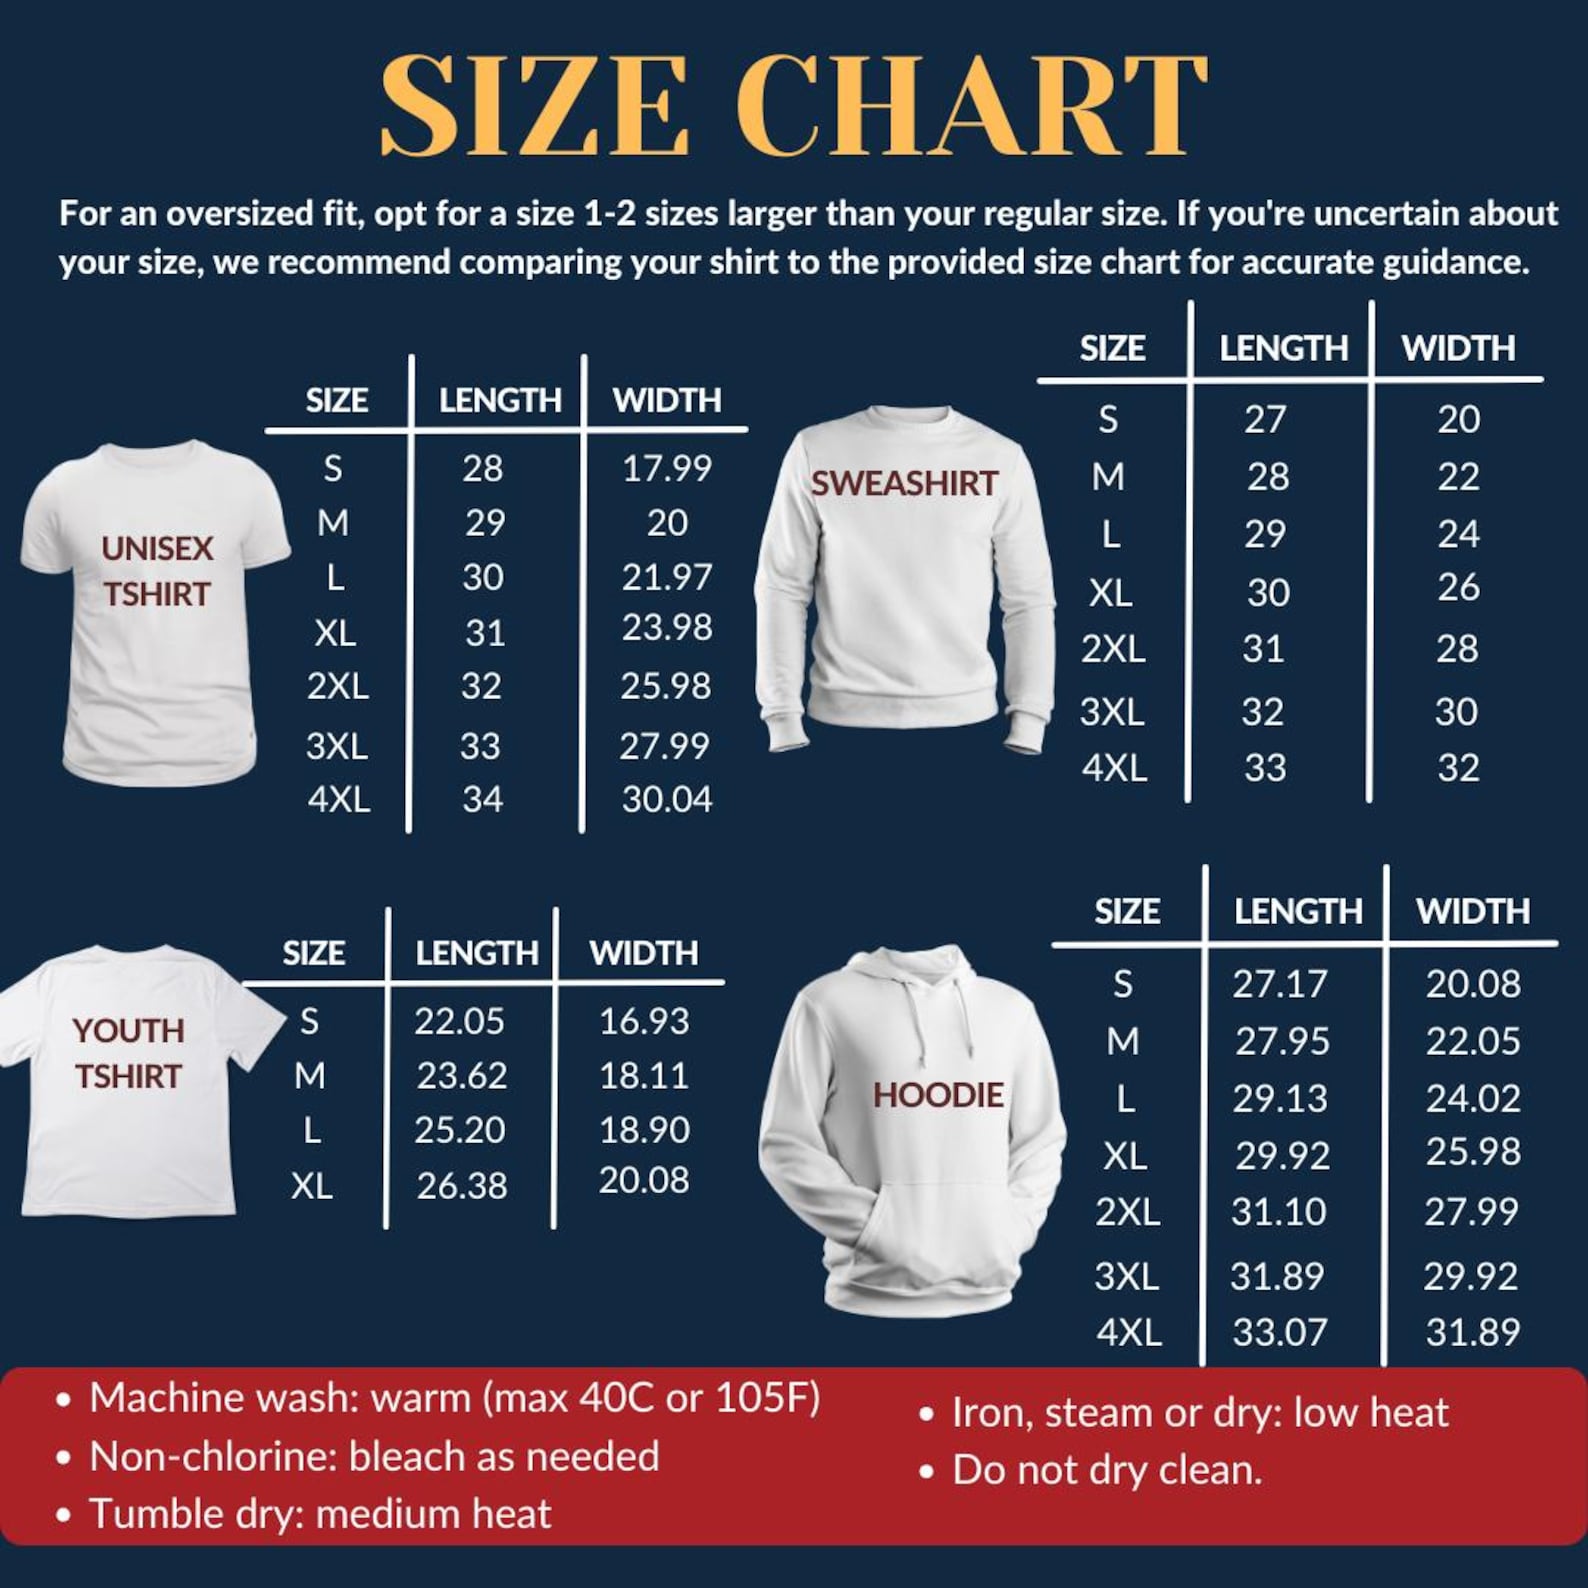 SIZE CHART
For an oversized fit, opt for a size 1-2 sizes larger than your regular size. If you're uncertain about
your size, we recommend comparing your shirt to the provided size chart for accurate guidance.
UNISEX
TSHIRT
SIZE LENGTH WIDTH
S 28 17.99
M 29 20
L 30 21.97
XL 31 23.98
2XL 32 25.98
3XL 33 27.99
4XL 34 30.04
SWEASHIRT
SIZE LENGTH WIDTH
S 27 20
M 28 22
L 29 24
XL 30 26
2XL 31 28
3XL 32 30
4XL 33 32
YOUTH
TSHIRT
SIZE LENGTH WIDTH
S 22.05 16.93
M 23.62 18.11
L 25.20 18.90
XL 26.38 20.08
HOODIE
SIZE LENGTH WIDTH
S 27.17 20.08
M 27.95 22.05
L 29.13 24.02
XL 29.92 25.98
2XL 31.10 27.99
3XL 31.89 29.92
4XL 33.07 31.89
• Machine wash: warm (max 40C or 105F)
• Non-chlorine: bleach as needed
• Tumble dry: medium heat
• Iron, steam or dry: low heat
• Do not dry clean.